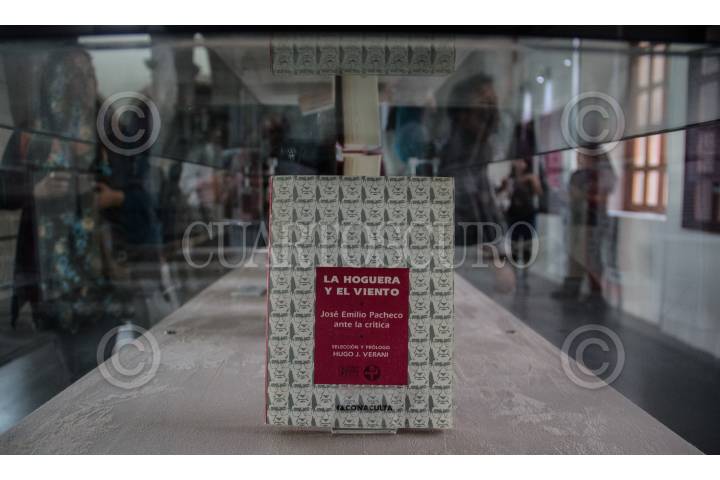 LA HOGUERA
Y EL VIENTO
José Emilio Pacheco
ante la crítica
SELECCIÓN Y PRÓLOGO
HUGO J. VERANI
CONACULTA
CUARTOSCURO
©
©
©
©